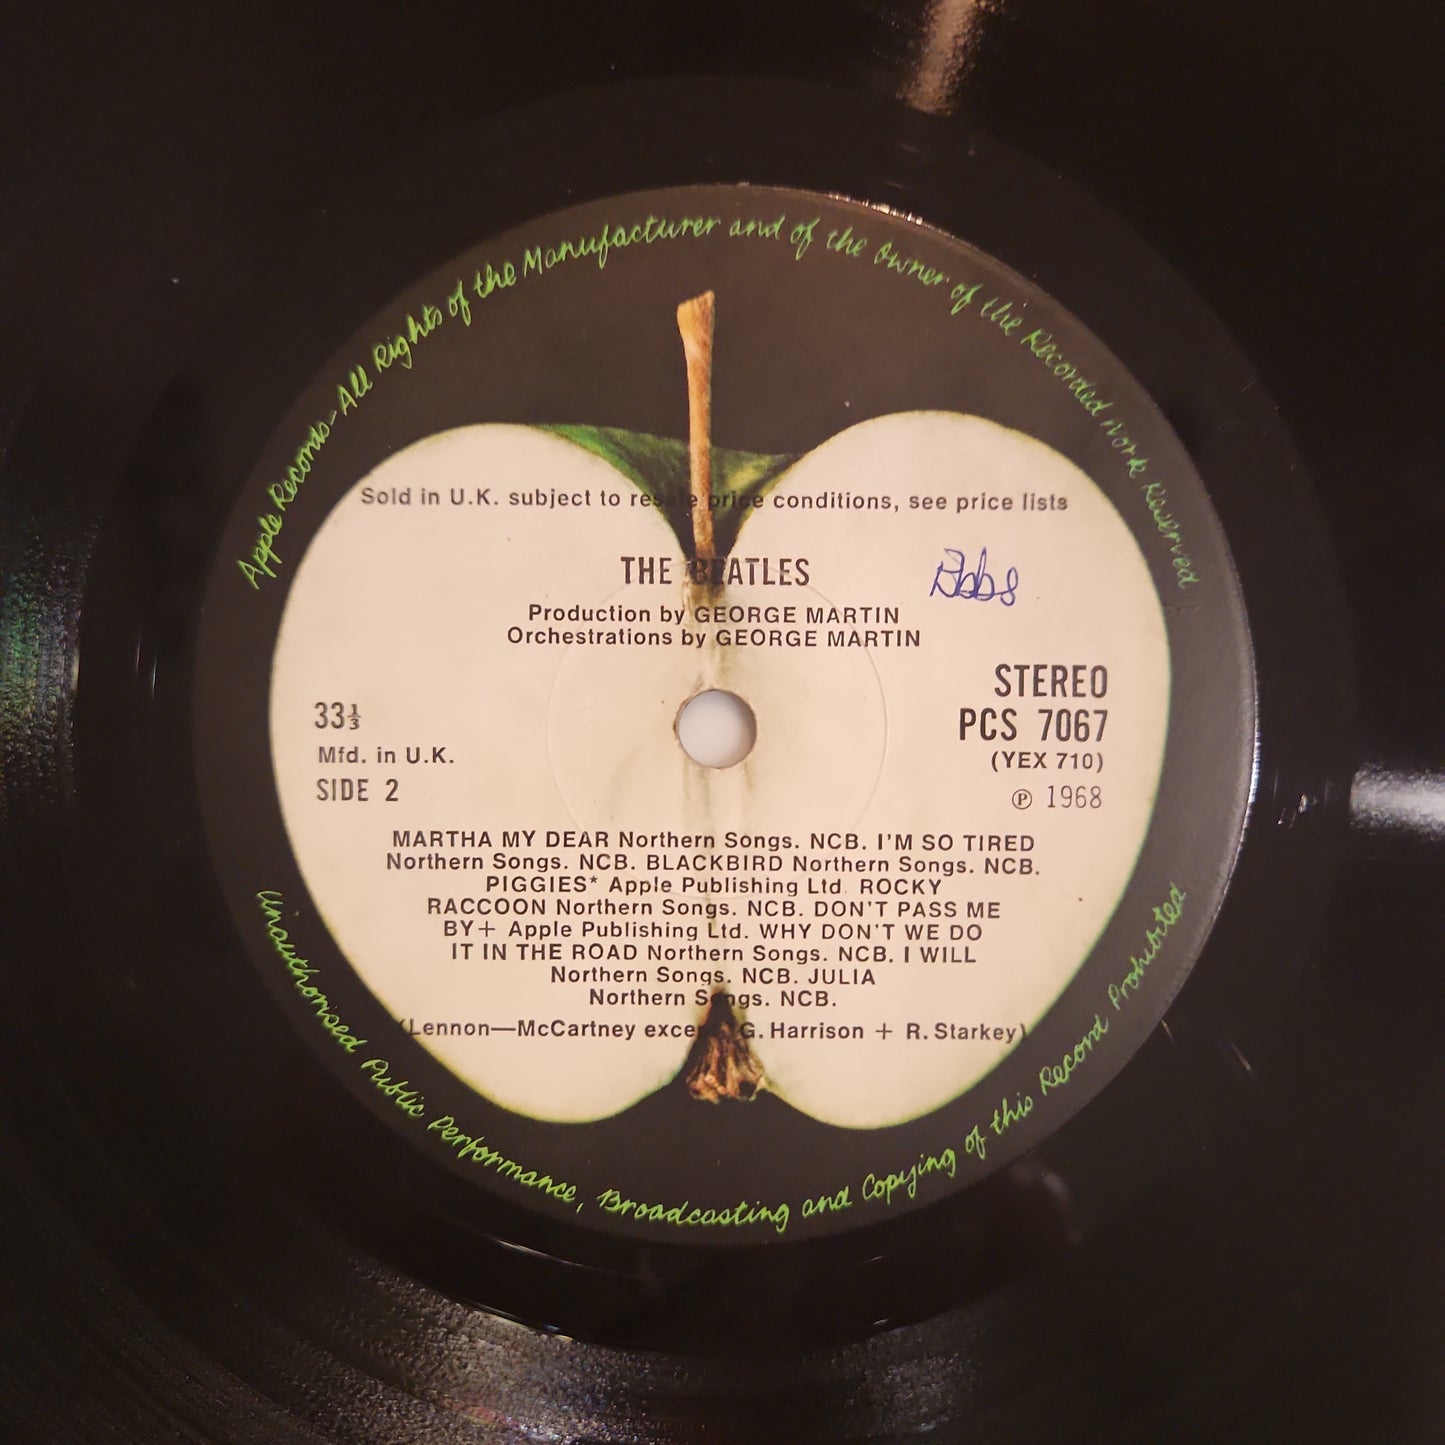 Apple Records-All Rights of the Manufacturer and of the Owner of the Recorded Work Reserved
Sold in U.K. subject to resale price conditions, see price lists
THE BEATLES
Production by GEORGE MARTIN
Orchestrations by GEORGE MARTIN
STEREO
PCS 7067
(YEX 710)
℗ 1968
33⅓
Mfd. in U.K.
SIDE 2
MARTHA MY DEAR Northern Songs. NCB. I'M SO TIRED
Northern Songs. NCB. BLACKBIRD Northern Songs. NCB.
PIGGIES* Apple Publishing Ltd. ROCKY
RACCOON Northern Songs. NCB. DON'T PASS ME
BY+ Apple Publishing Ltd. WHY DON'T WE DO
IT IN THE ROAD Northern Songs. NCB. I WILL
Northern Songs. NCB. JULIA
Northern Songs. NCB.
(Lennon—McCartney except G. Harrison + R. Starkey)
Unauthorised Public Performance, Broadcasting and Copying of this Record Prohibited